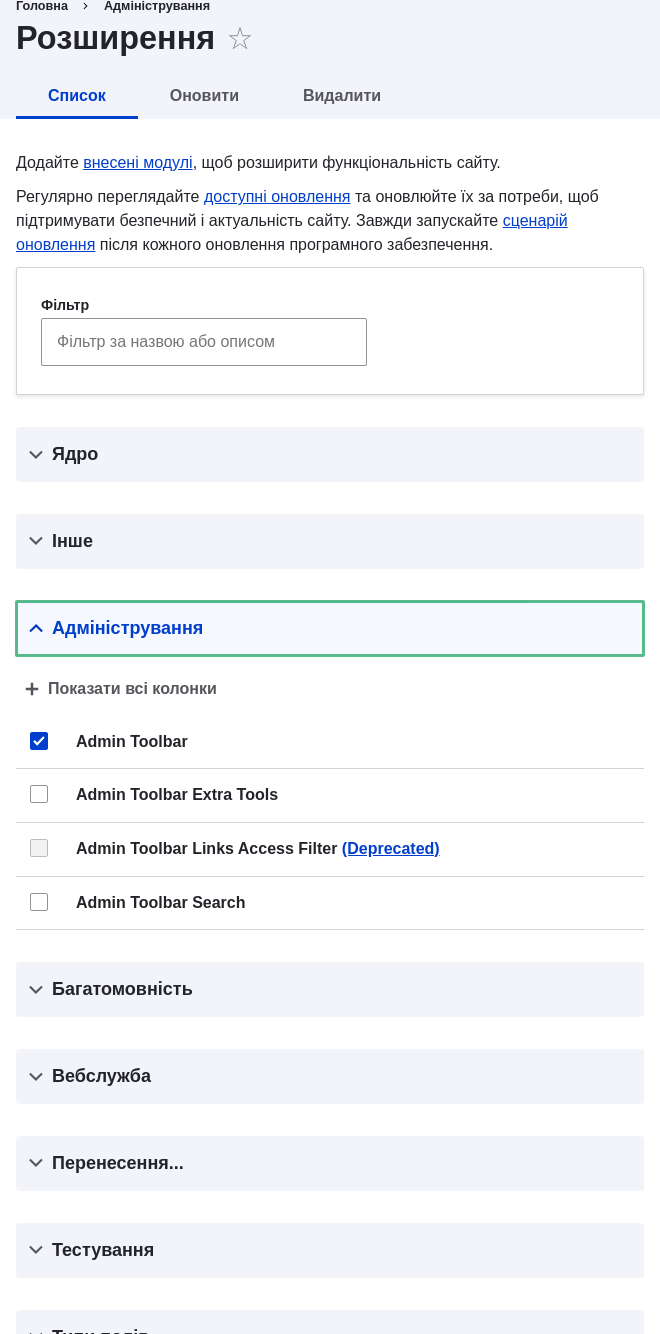 Головна › Адміністрування
Розширення
Список Оновити Видалити
Додайте внесені модулі, щоб розширити функціональність сайту.
Регулярно переглядайте доступні оновлення та оновлюйте їх за потреби, щоб
підтримувати безпечний і актуальність сайту. Завжди запускайте сценарій
оновлення після кожного оновлення програмного забезпечення.
Фільтр
Фільтр за назвою або описом
Ядро
Інше
Адміністрування
Показати всі колонки
Admin Toolbar
Admin Toolbar Extra Tools
Admin Toolbar Links Access Filter (Deprecated)
Admin Toolbar Search
Багатомовність
Вебслужба
Перенесення...
Тестування
Типи полів